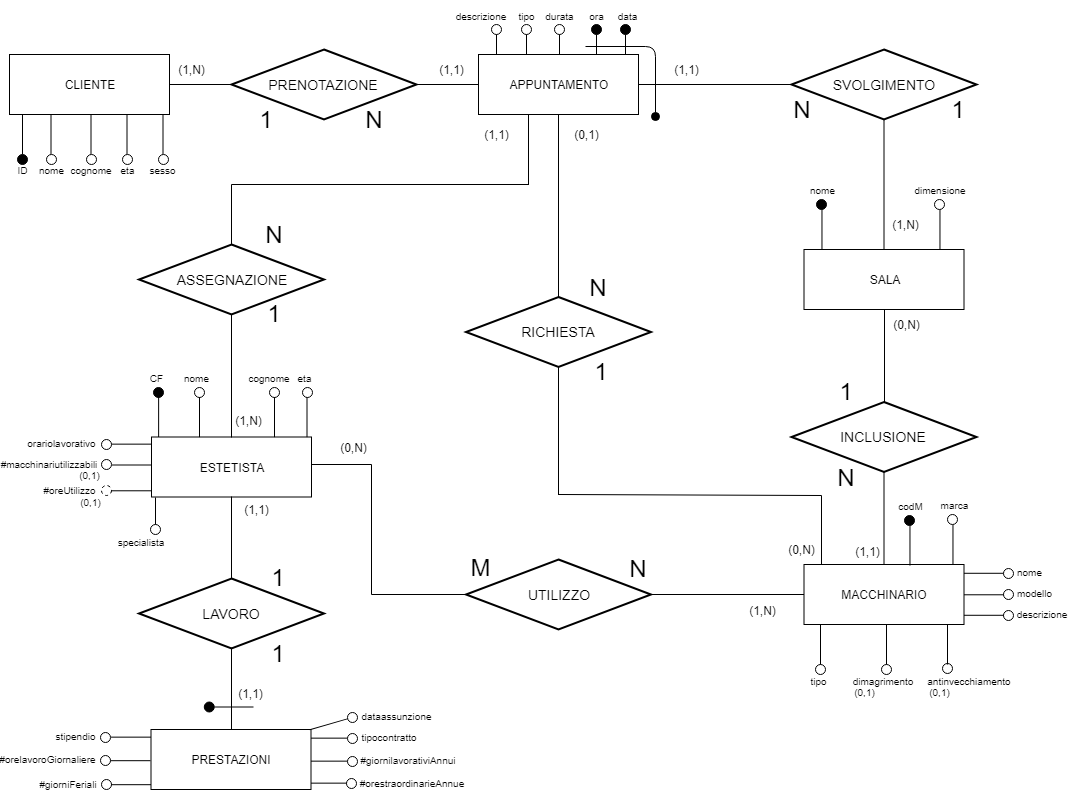 descrizione tipo durata ora data
(1,N) (1,1) (1,1)
CLIENTE PRENOTAZIONE APPUNTAMENTO SVOLGIMENTO
1 N N 1
(1,1) (0,1)
ID nome cognome eta sesso
nome dimensione
(1,N)
N
ASSEGNAZIONE SALA
1 N
(0,N)
RICHIESTA
1
CF nome cognome eta
1
(1,N)
INCLUSIONE
orariolavorativo
(0,N)
#macchinariutilizzabili
(0,1)
ESTETISTA
N
#oreUtilizzo
(0,1)
(1,1)
codM marca
specialista
(0,N) (1,1)
1 M N
nome
UTILIZZO MACCHINARIO modello
LAVORO (1,N) descrizione
1
tipo dimagrimento antinvecchiamento
(0,1) (0,1)
(1,1)
dataassunzione
stipendio tipocontratto
#orelavoroGiornaliere PRESTAZIONI #giornilavorativiAnnui
#giorniFeriali #orestraordinarieAnnue